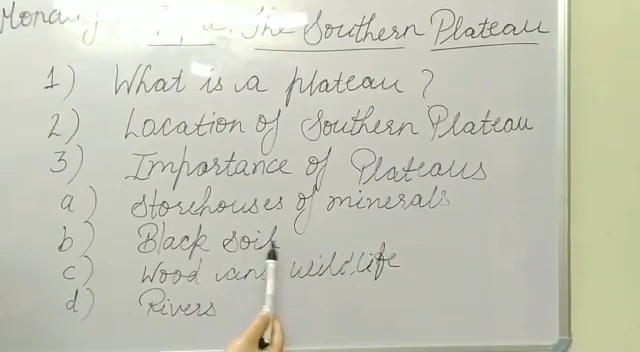 The Southern Plateau
1) What is a plateau?
2) Location of Southern Plateau
3) Importance of Plateaus
a) Storehouses of minerals
b) Black soil
c) Wood and wildlife
d) Rivers